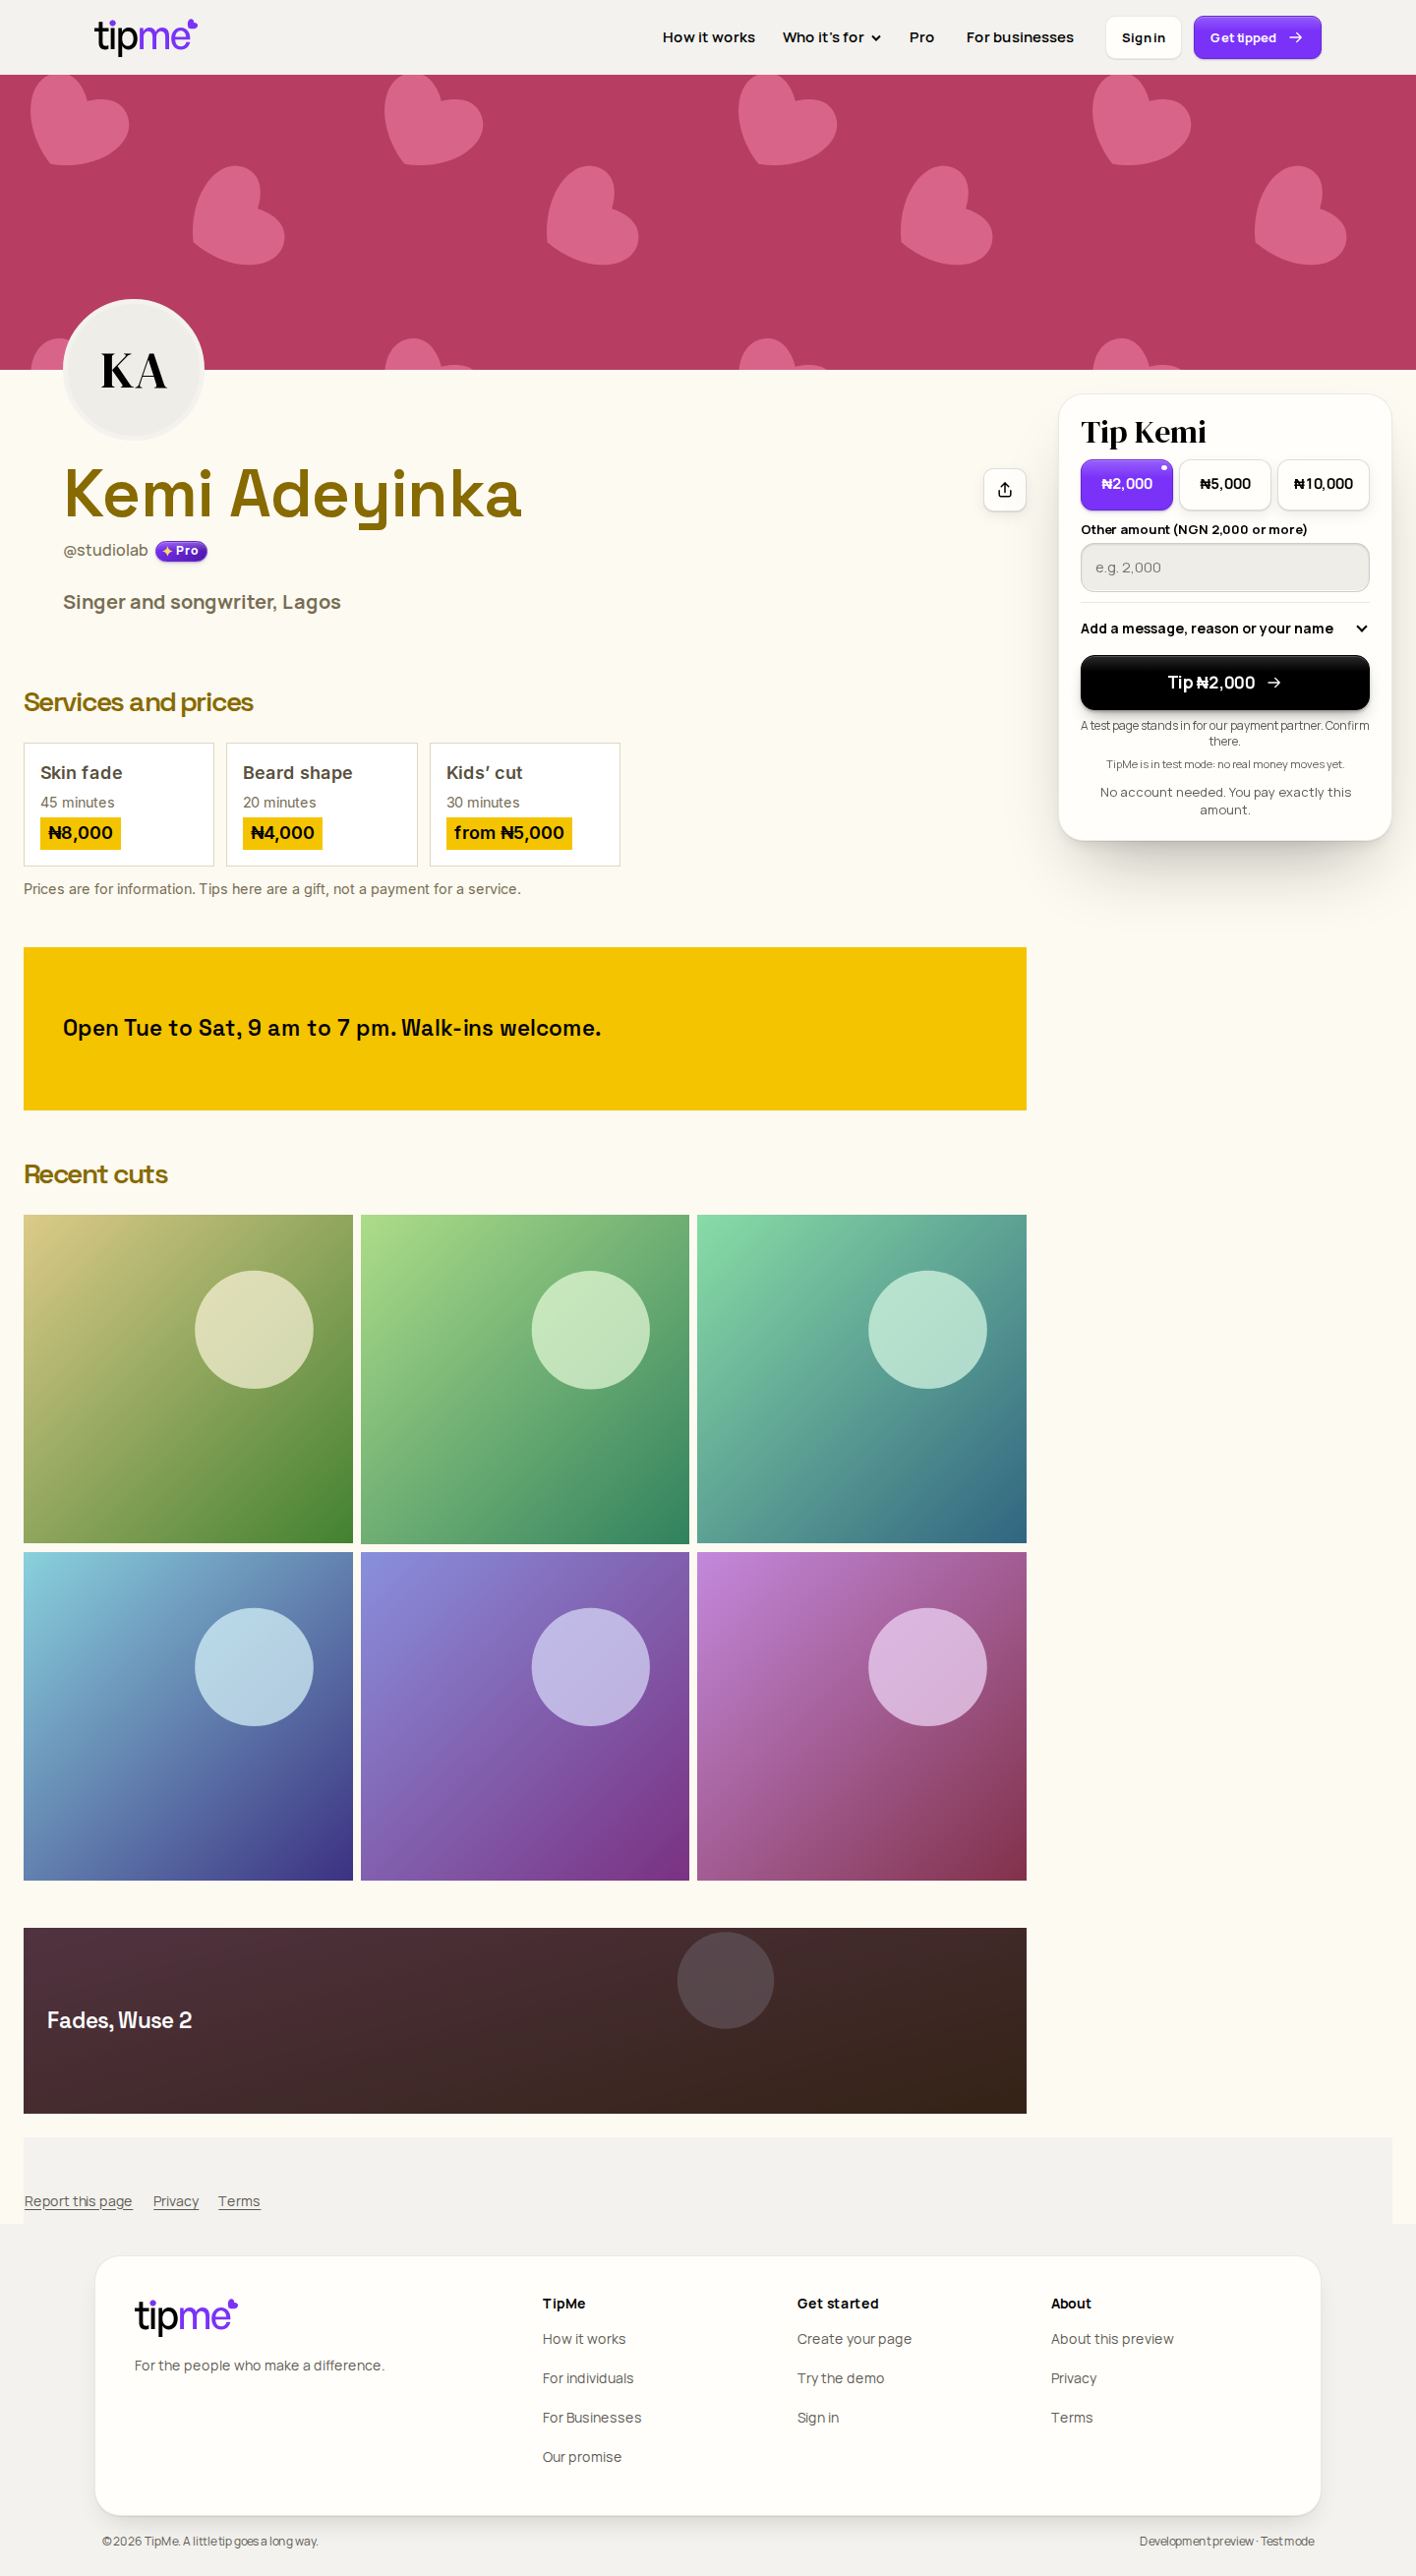 tipme
How it works
Who it's for
Pro
For businesses
Sign in
Get tipped
KA
Kemi Adeyinka
@studiolab
Pro
Singer and songwriter, Lagos
Tip Kemi
₦2,000
₦5,000
₦10,000
Other amount (NGN 2,000 or more)
e.g. 2,000
Add a message, reason or your name
Tip ₦2,000
A test page stands in for our payment partner. Confirm
there.
TipMe is in test mode: no real money moves yet.
No account needed. You pay exactly this
amount.
Services and prices
Skin fade
45 minutes
₦8,000
Beard shape
20 minutes
₦4,000
Kids’ cut
30 minutes
from ₦5,000
Prices are for information. Tips here are a gift, not a payment for a service.
Open Tue to Sat, 9 am to 7 pm. Walk-ins welcome.
Recent cuts
Fades, Wuse 2
Report this page
Privacy
Terms
tipme
For the people who make a difference.
TipMe
How it works
For individuals
For Businesses
Our promise
Get started
Create your page
Try the demo
Sign in
About
About this preview
Privacy
Terms
© 2026 TipMe. A little tip goes a long way.
Development preview · Test mode